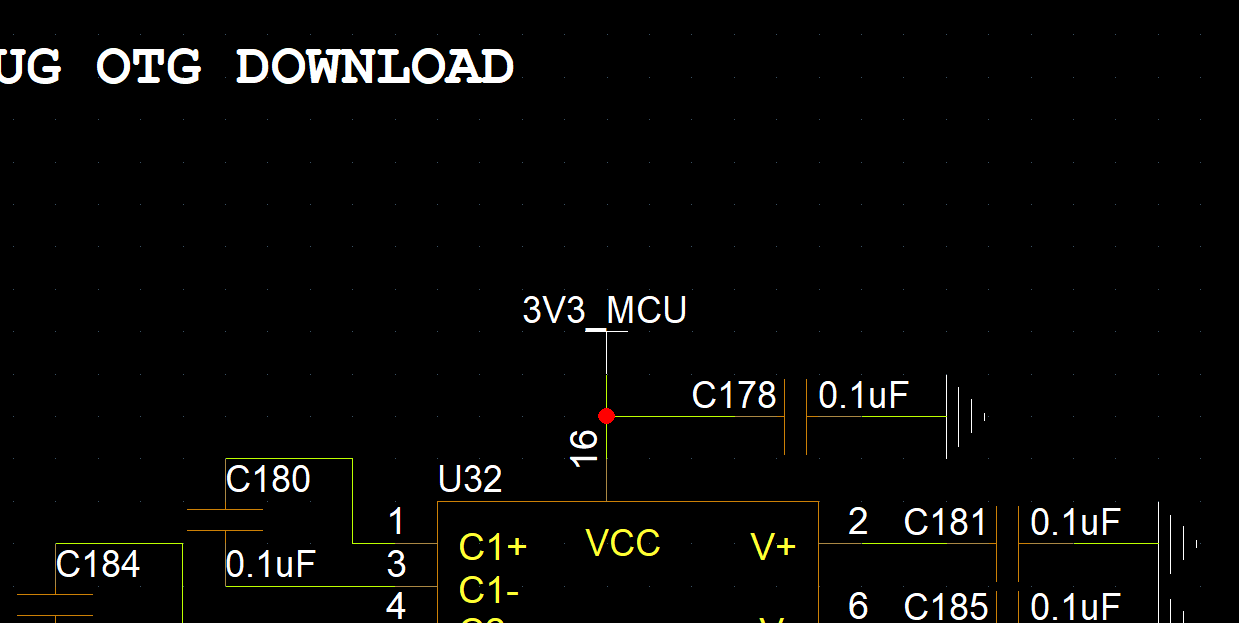 UG OTG DOWNLOAD
3V3_MCU
C178 0.1uF
16
C180
U32
1
2 C181 0.1uF
C1+ VCC V+
C184
0.1uF
3
C1-
4
6 C185 0.1uF